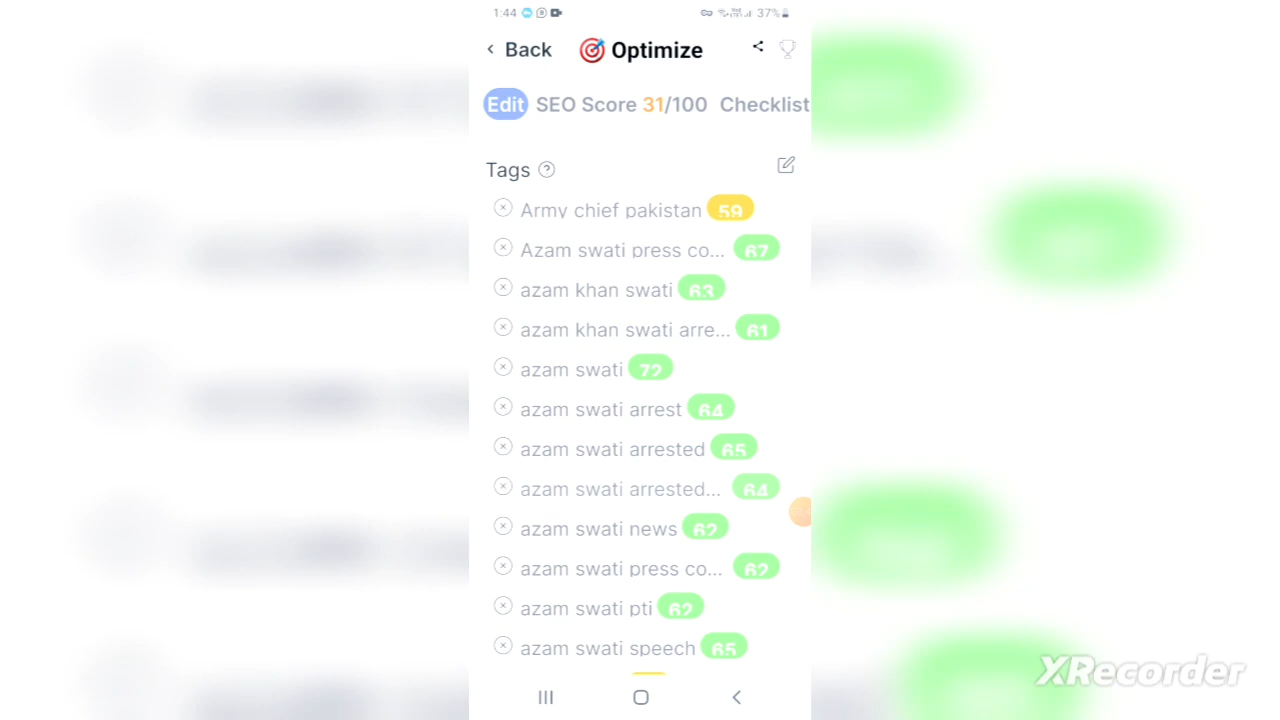 1:44 37%
Back Optimize
Edit SEO Score 31/100 Checklist
Tags ?
Army chief pakistan 59
Azam swati press co... 67
azam khan swati 63
azam khan swati arre... 61
azam swati 72
azam swati arrest 64
azam swati arrested 65
azam swati arrested... 64
azam swati news 62
azam swati press co... 62
azam swati pti 62
azam swati speech 65
XRecorder